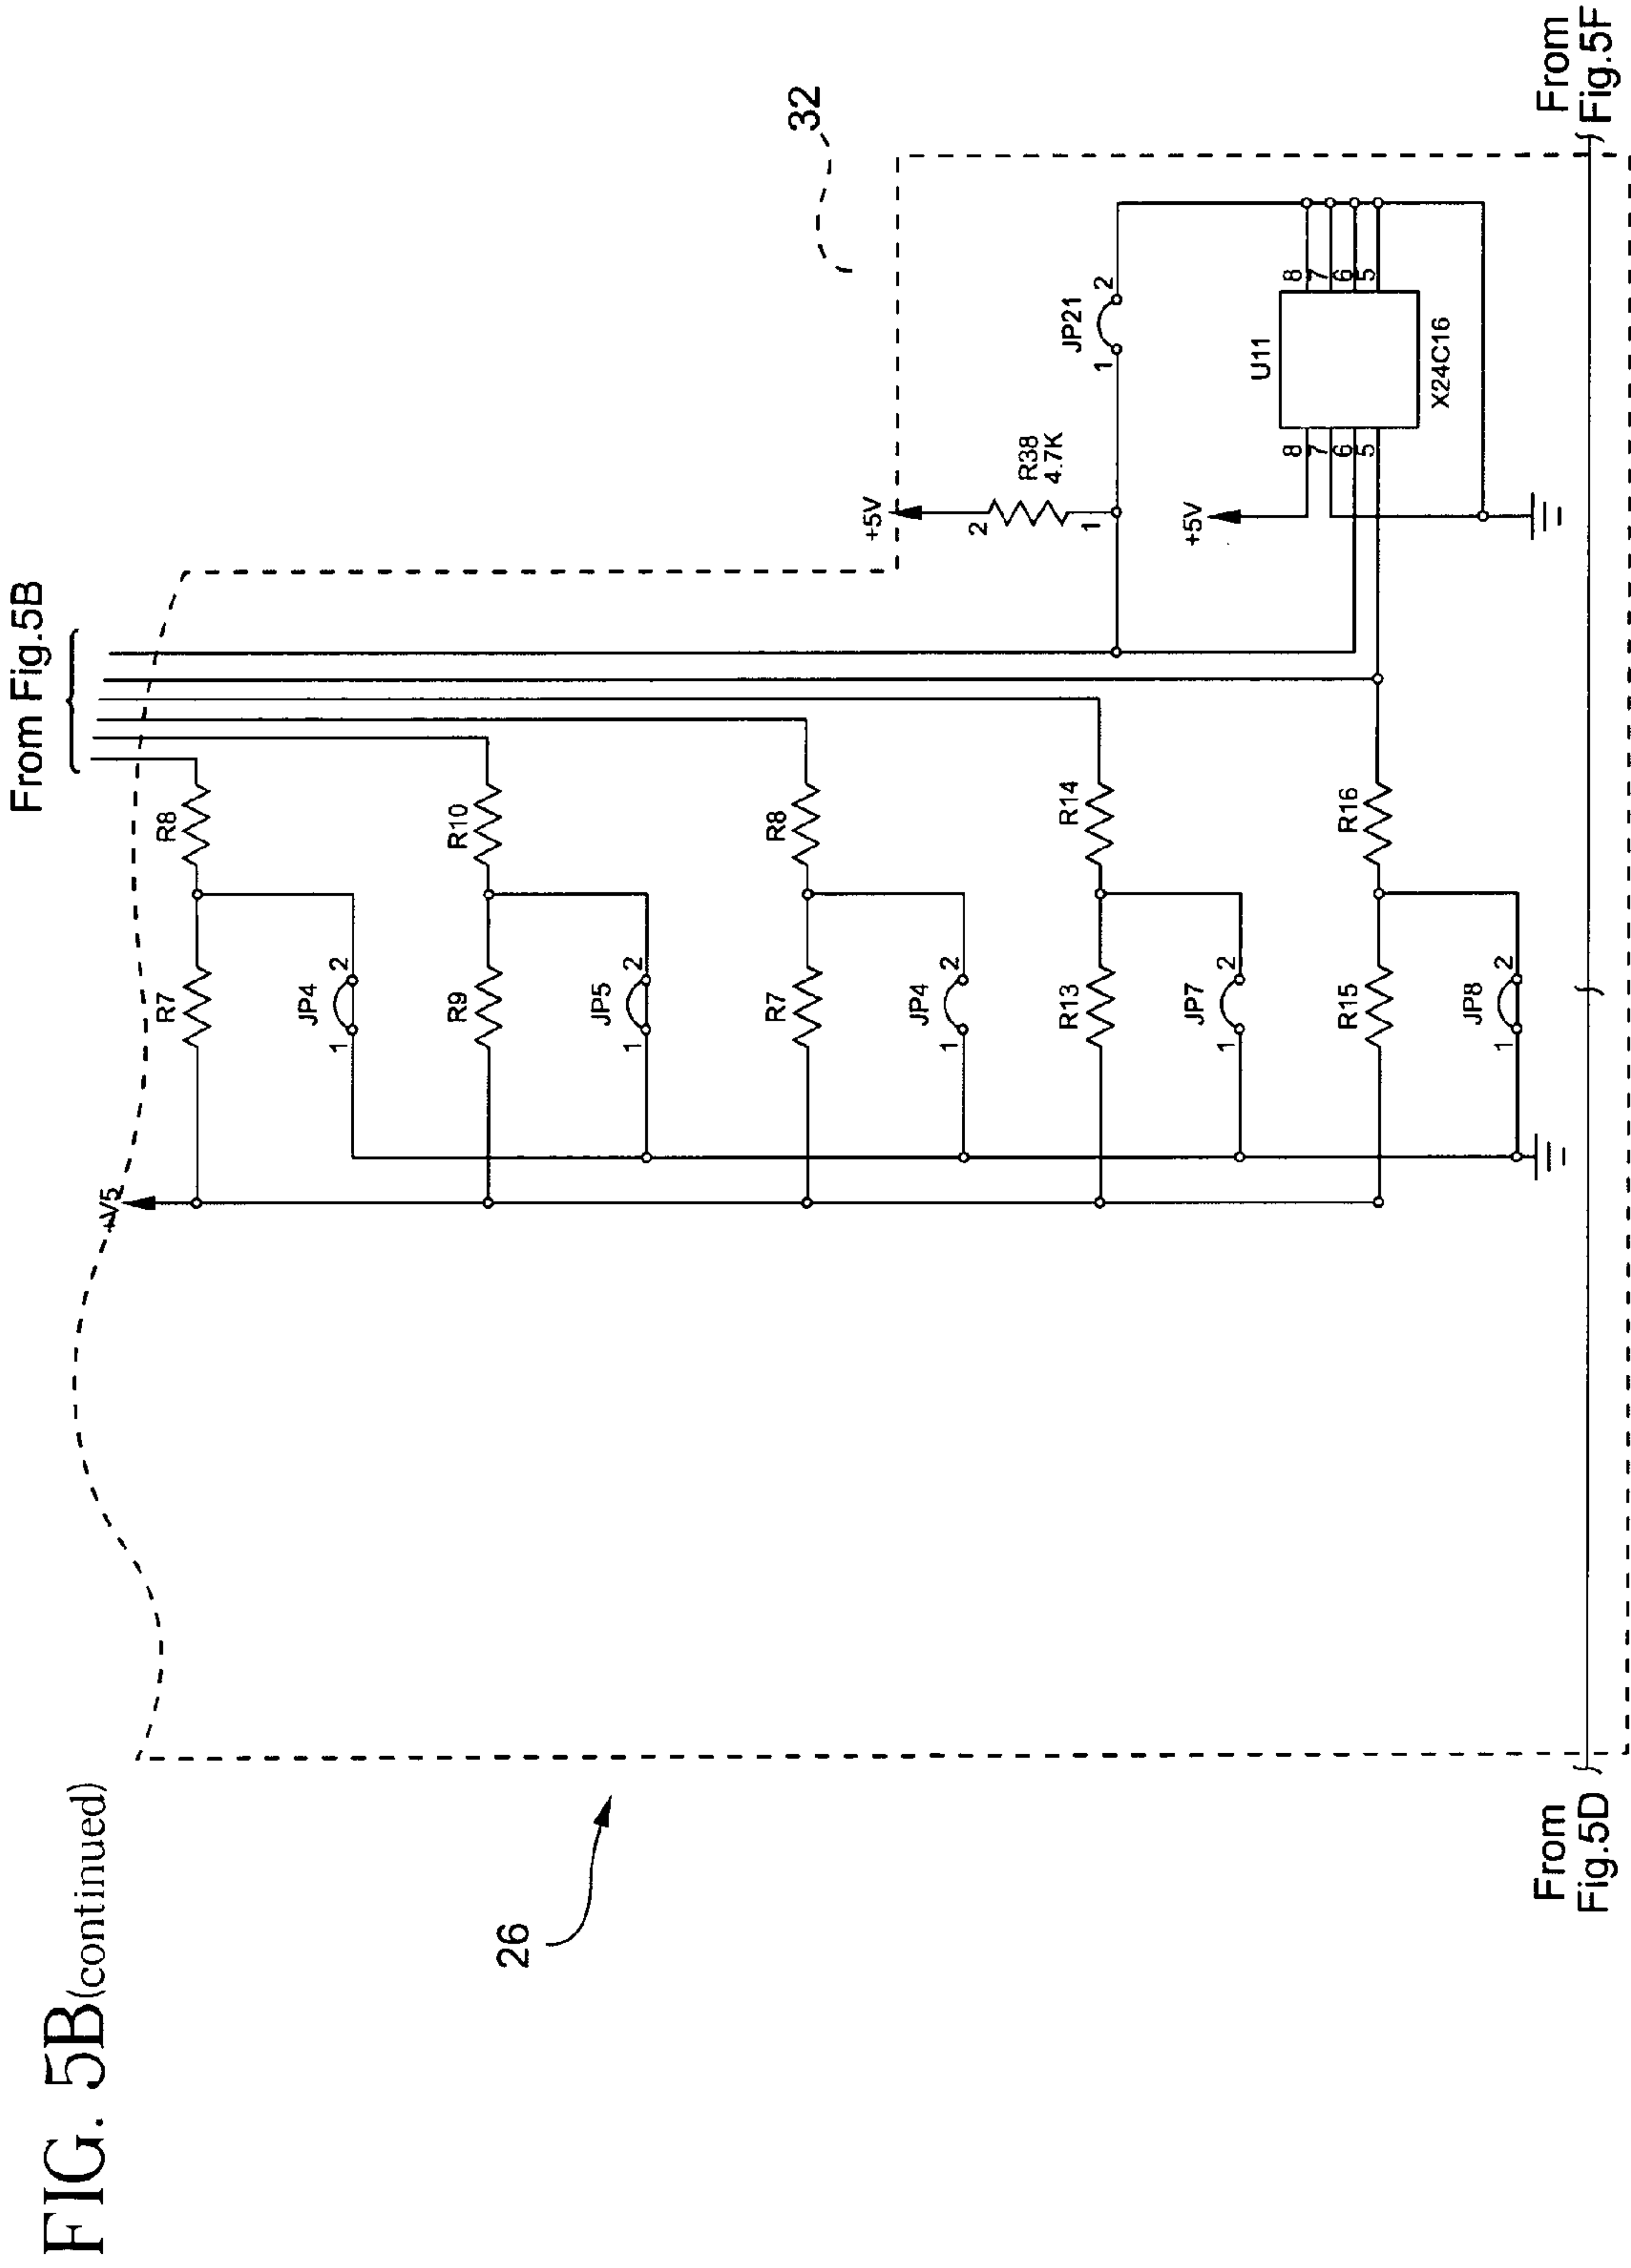 FIG. 5B(continued)
From Fig.5B
26
32
+V5
R7
R8
JP4
1
2
R9
R10
JP5
1
2
R7
R8
JP4
1
2
R13
R14
JP7
1
2
R15
R16
JP8
1
2
+5V
2
R38
4.7K
1
JP21
1
2
+5V
U11
8
7
6
5
8
7
6
5
X24C16
From
Fig.5D
From
Fig.5F